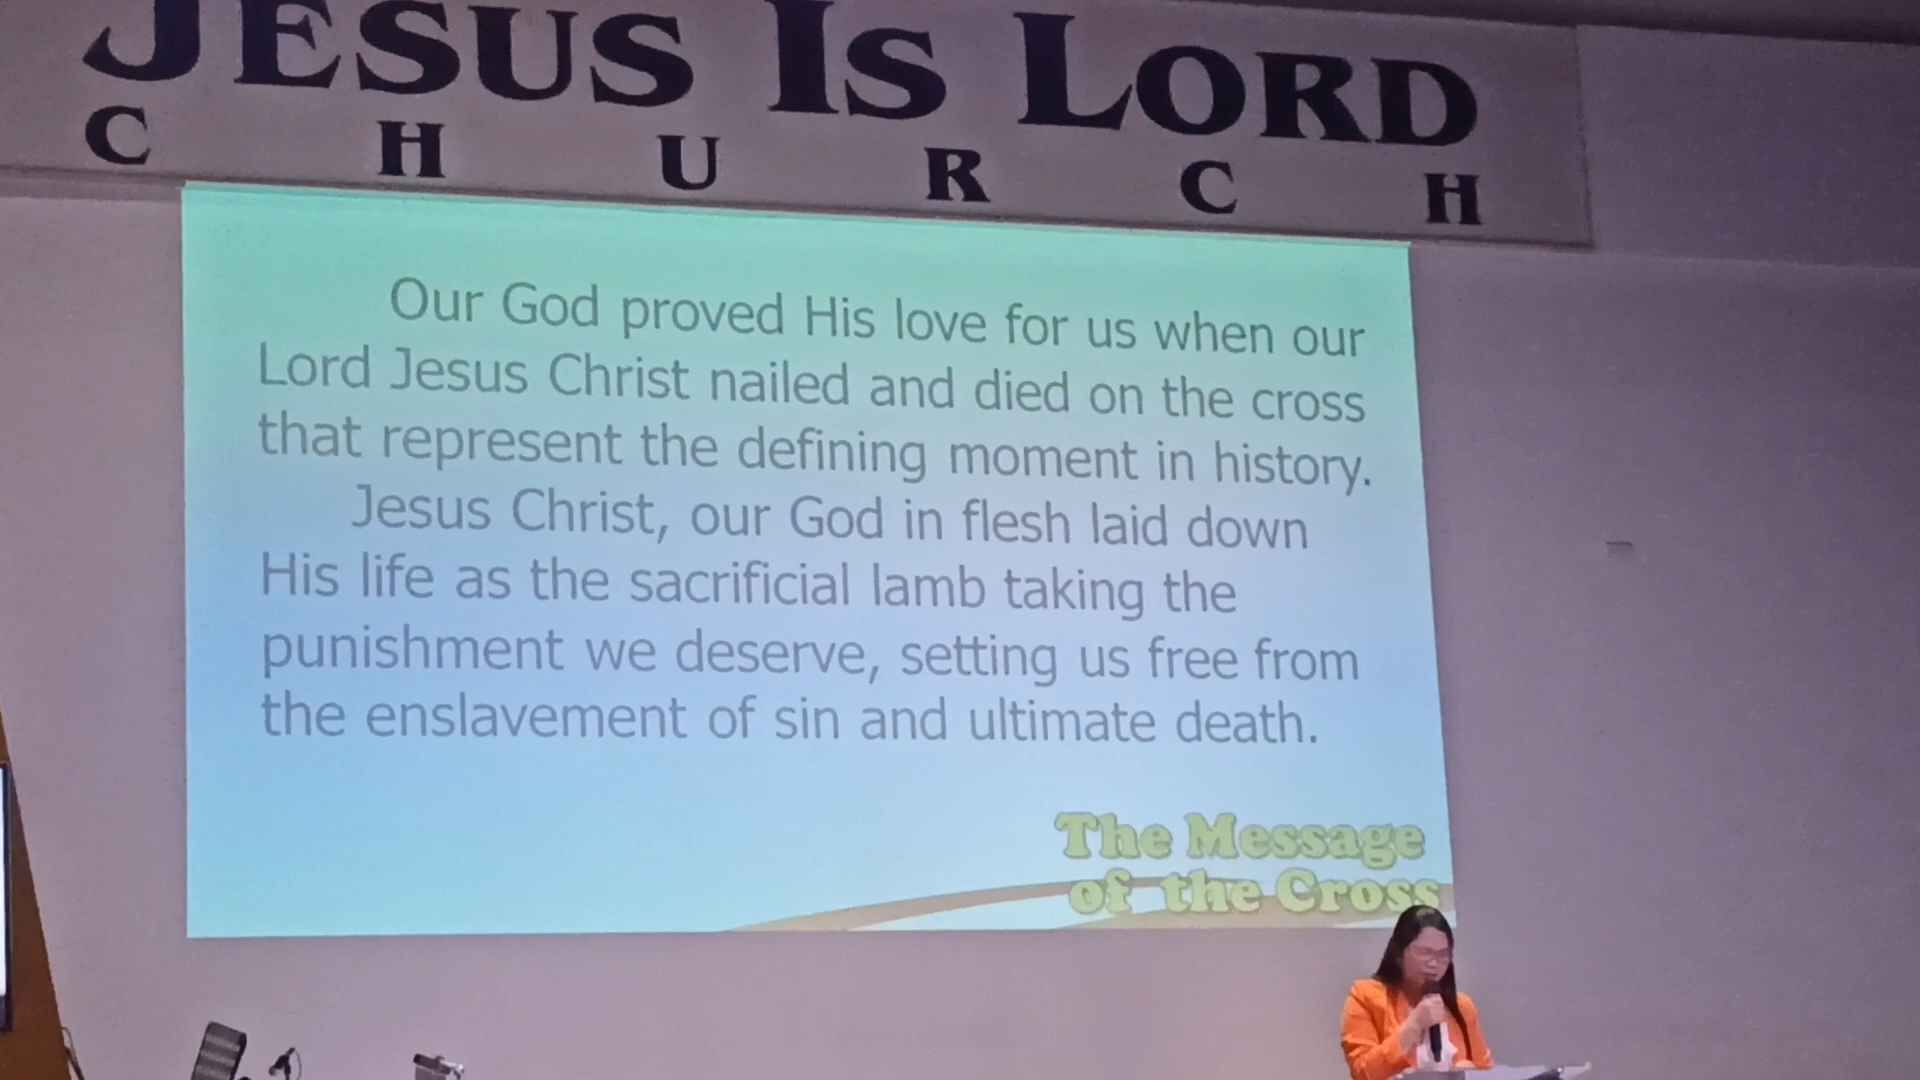 JESUS IS LORD
CHURCH
Our God proved His love for us when our
Lord Jesus Christ nailed and died on the cross
that represent the defining moment in history.
Jesus Christ, our God in flesh laid down
His life as the sacrificial lamb taking the
punishment we deserve, setting us free from
the enslavement of sin and ultimate death.
The Message
of the Cross